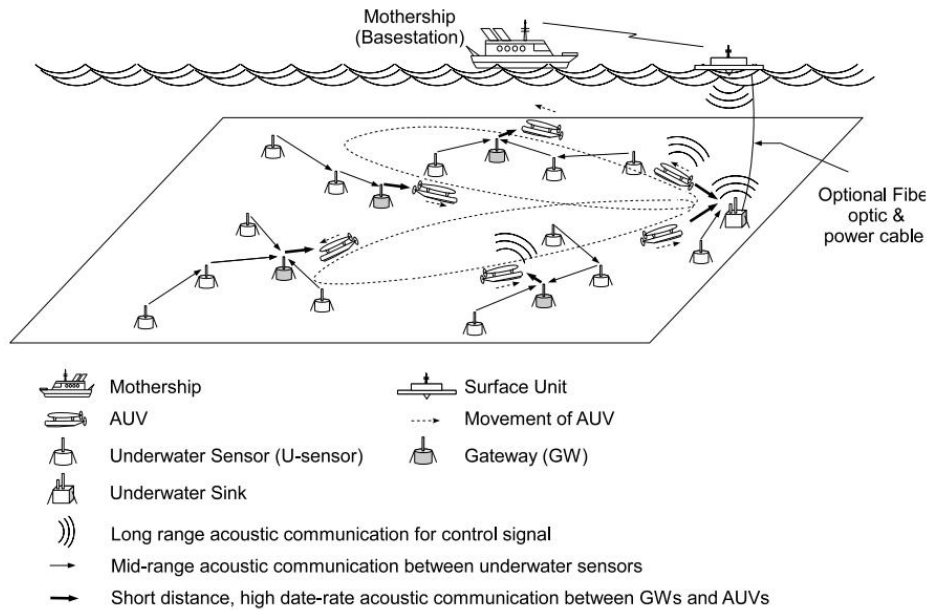 Mothership
(Basestation)
Optional Fibe
optic &
power cable
Mothership
Surface Unit
AUV
Movement of AUV
Underwater Sensor (U-sensor)
Gateway (GW)
Underwater Sink
Long range acoustic communication for control signal
Mid-range acoustic communication between underwater sensors
Short distance, high date-rate acoustic communication between GWs and AUVs